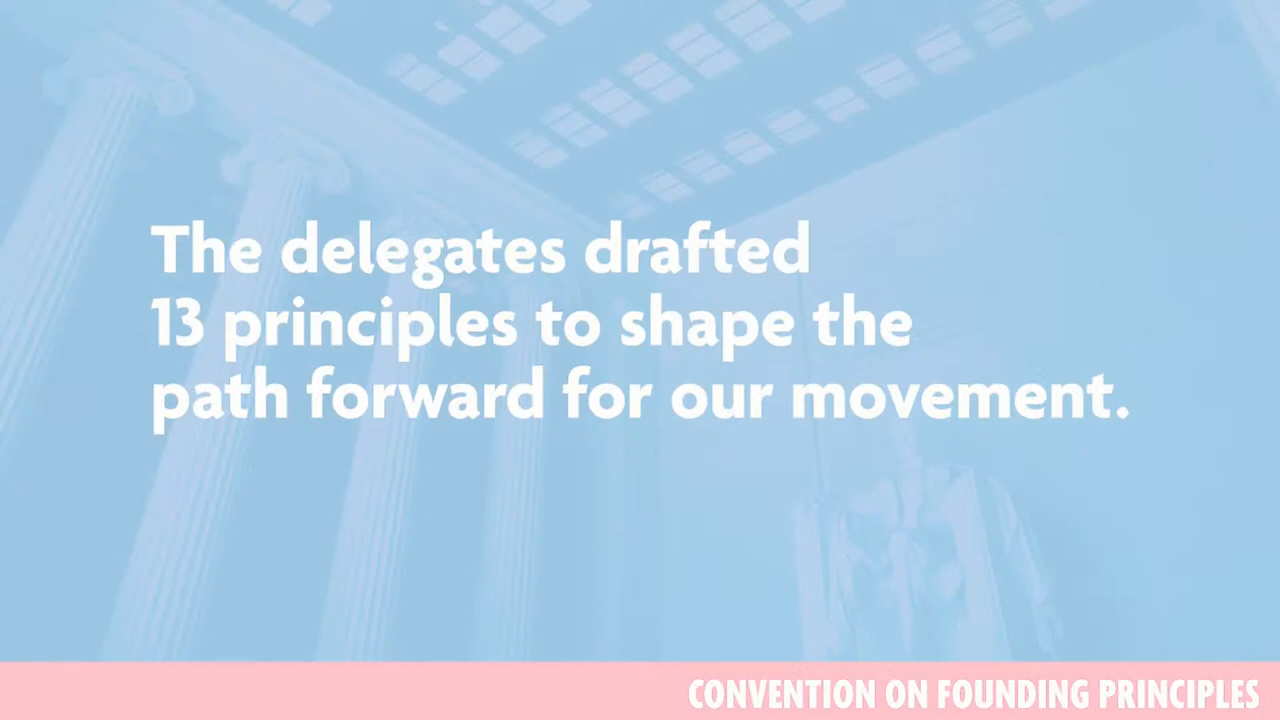 The delegates drafted
13 principles to shape the
path forward for our movement.
CONVENTION ON FOUNDING PRINCIPLES